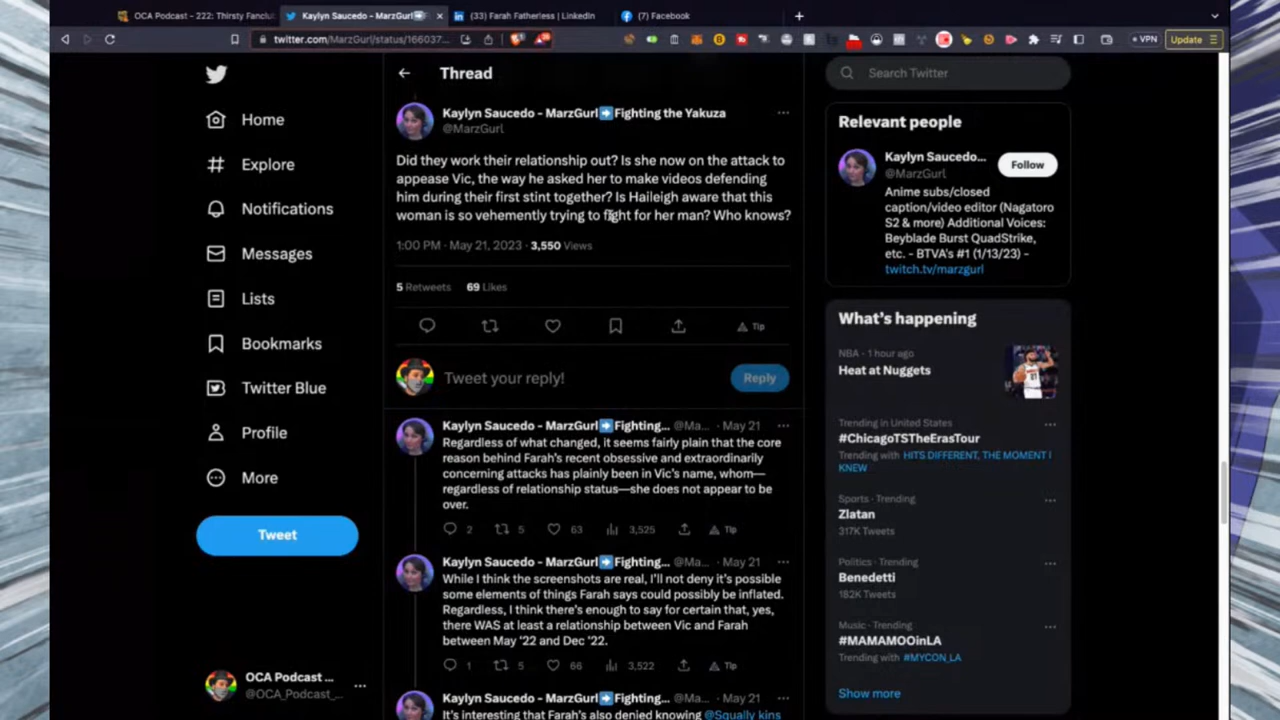 OCA Podcast - 222: Thirsty Fanclu
Kaylyn Saucedo - MarzGurl➡️F
(33) Farah Fatherless | LinkedIn
(7) Facebook
twitter.com/MarzGurl/status/166037...
VPN
Update
Home
Explore
Notifications
Messages
Lists
Bookmarks
Twitter Blue
Profile
More
Tweet
OCA Podcast ...
@OCA_Podcast_...
Thread
Kaylyn Saucedo - MarzGurl➡️Fighting the Yakuza
@MarzGurl
Did they work their relationship out? Is she now on the attack to
appease Vic, the way he asked her to make videos defending
him during their first stint together? Is Haileigh aware that this
woman is so vehemently trying to fight for her man? Who knows?
1:00 PM · May 21, 2023 · 3,550 Views
5 Retweets 69 Likes
Tip
Tweet your reply!
Reply
Kaylyn Saucedo - MarzGurl➡️Fighting... @Ma... · May 21
Regardless of what changed, it seems fairly plain that the core
reason behind Farah's recent obsessive and extraordinarily
concerning attacks has plainly been in Vic's name, whom—
regardless of relationship status—she does not appear to be
over.
2 5 63 3,525 Tip
Kaylyn Saucedo - MarzGurl➡️Fighting... @Ma... · May 21
While I think the screenshots are real, I'll not deny it's possible
some elements of things Farah says could possibly be inflated.
Regardless, I think there's enough to say for certain that, yes,
there WAS at least a relationship between Vic and Farah
between May '22 and Dec '22.
1 5 66 3,522 Tip
Kaylyn Saucedo - MarzGurl➡️Fighting... @Ma... · May 21
It's interesting that Farah's also denied knowing @Squally kins
Search Twitter
Relevant people
Kaylyn Saucedo...
@MarzGurl
Follow
Anime subs/closed
caption/video editor (Nagatoro
S2 & more) Additional Voices:
Beyblade Burst QuadStrike,
etc. - BTVA's #1 (1/13/23) -
twitch.tv/marzgurl
What's happening
NBA · 1 hour ago
Heat at Nuggets
Trending in United States
#ChicagoTSTheErasTour
Trending with HITS DIFFERENT, THE MOMENT I
KNEW
Sports · Trending
Zlatan
317K Tweets
Politics · Trending
Benedetti
182K Tweets
Music · Trending
#MAMAMOOinLA
Trending with #MYCON_LA
Show more